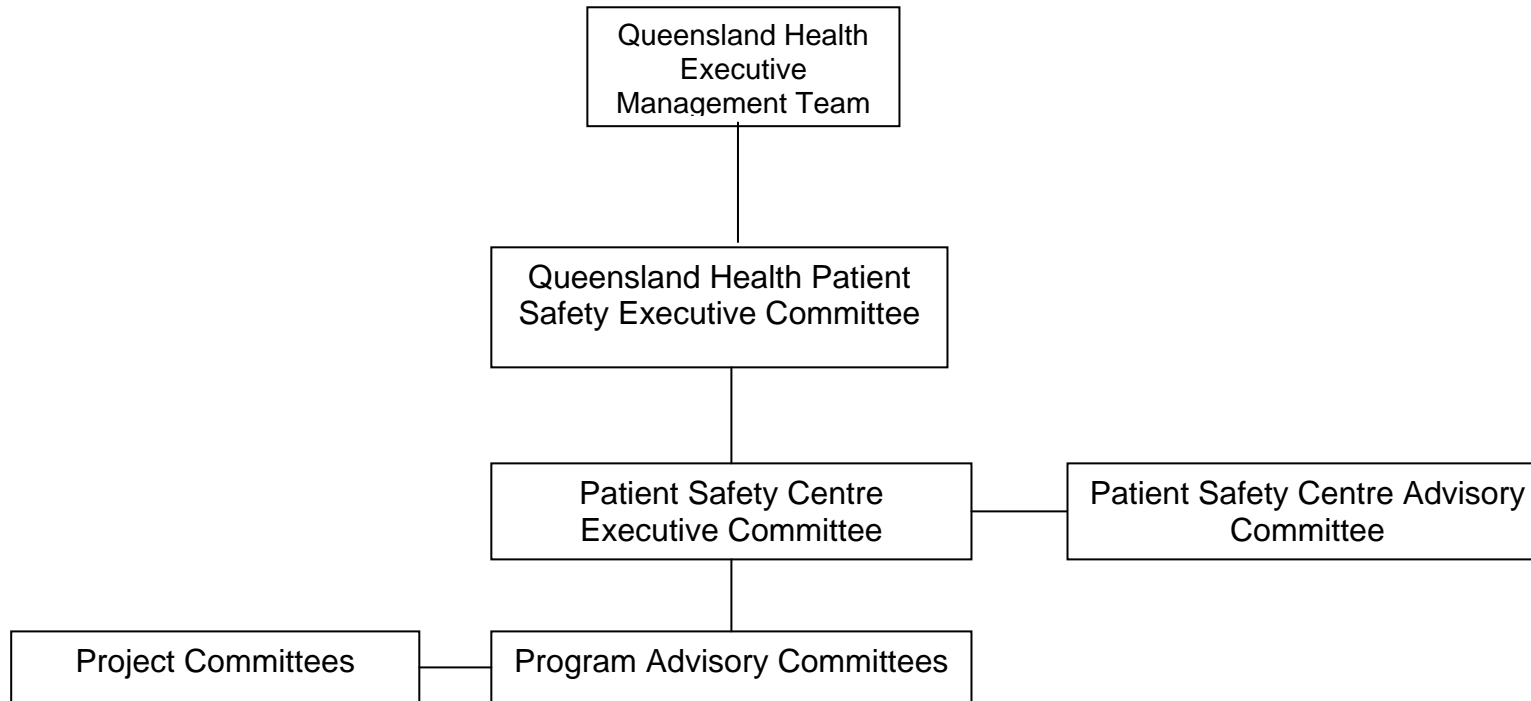 Queensland Health
Executive
Management Team
Queensland Health Patient
Safety Executive Committee
Patient Safety Centre
Executive Committee
Patient Safety Centre Advisory
Committee
Project Committees
Program Advisory Committees